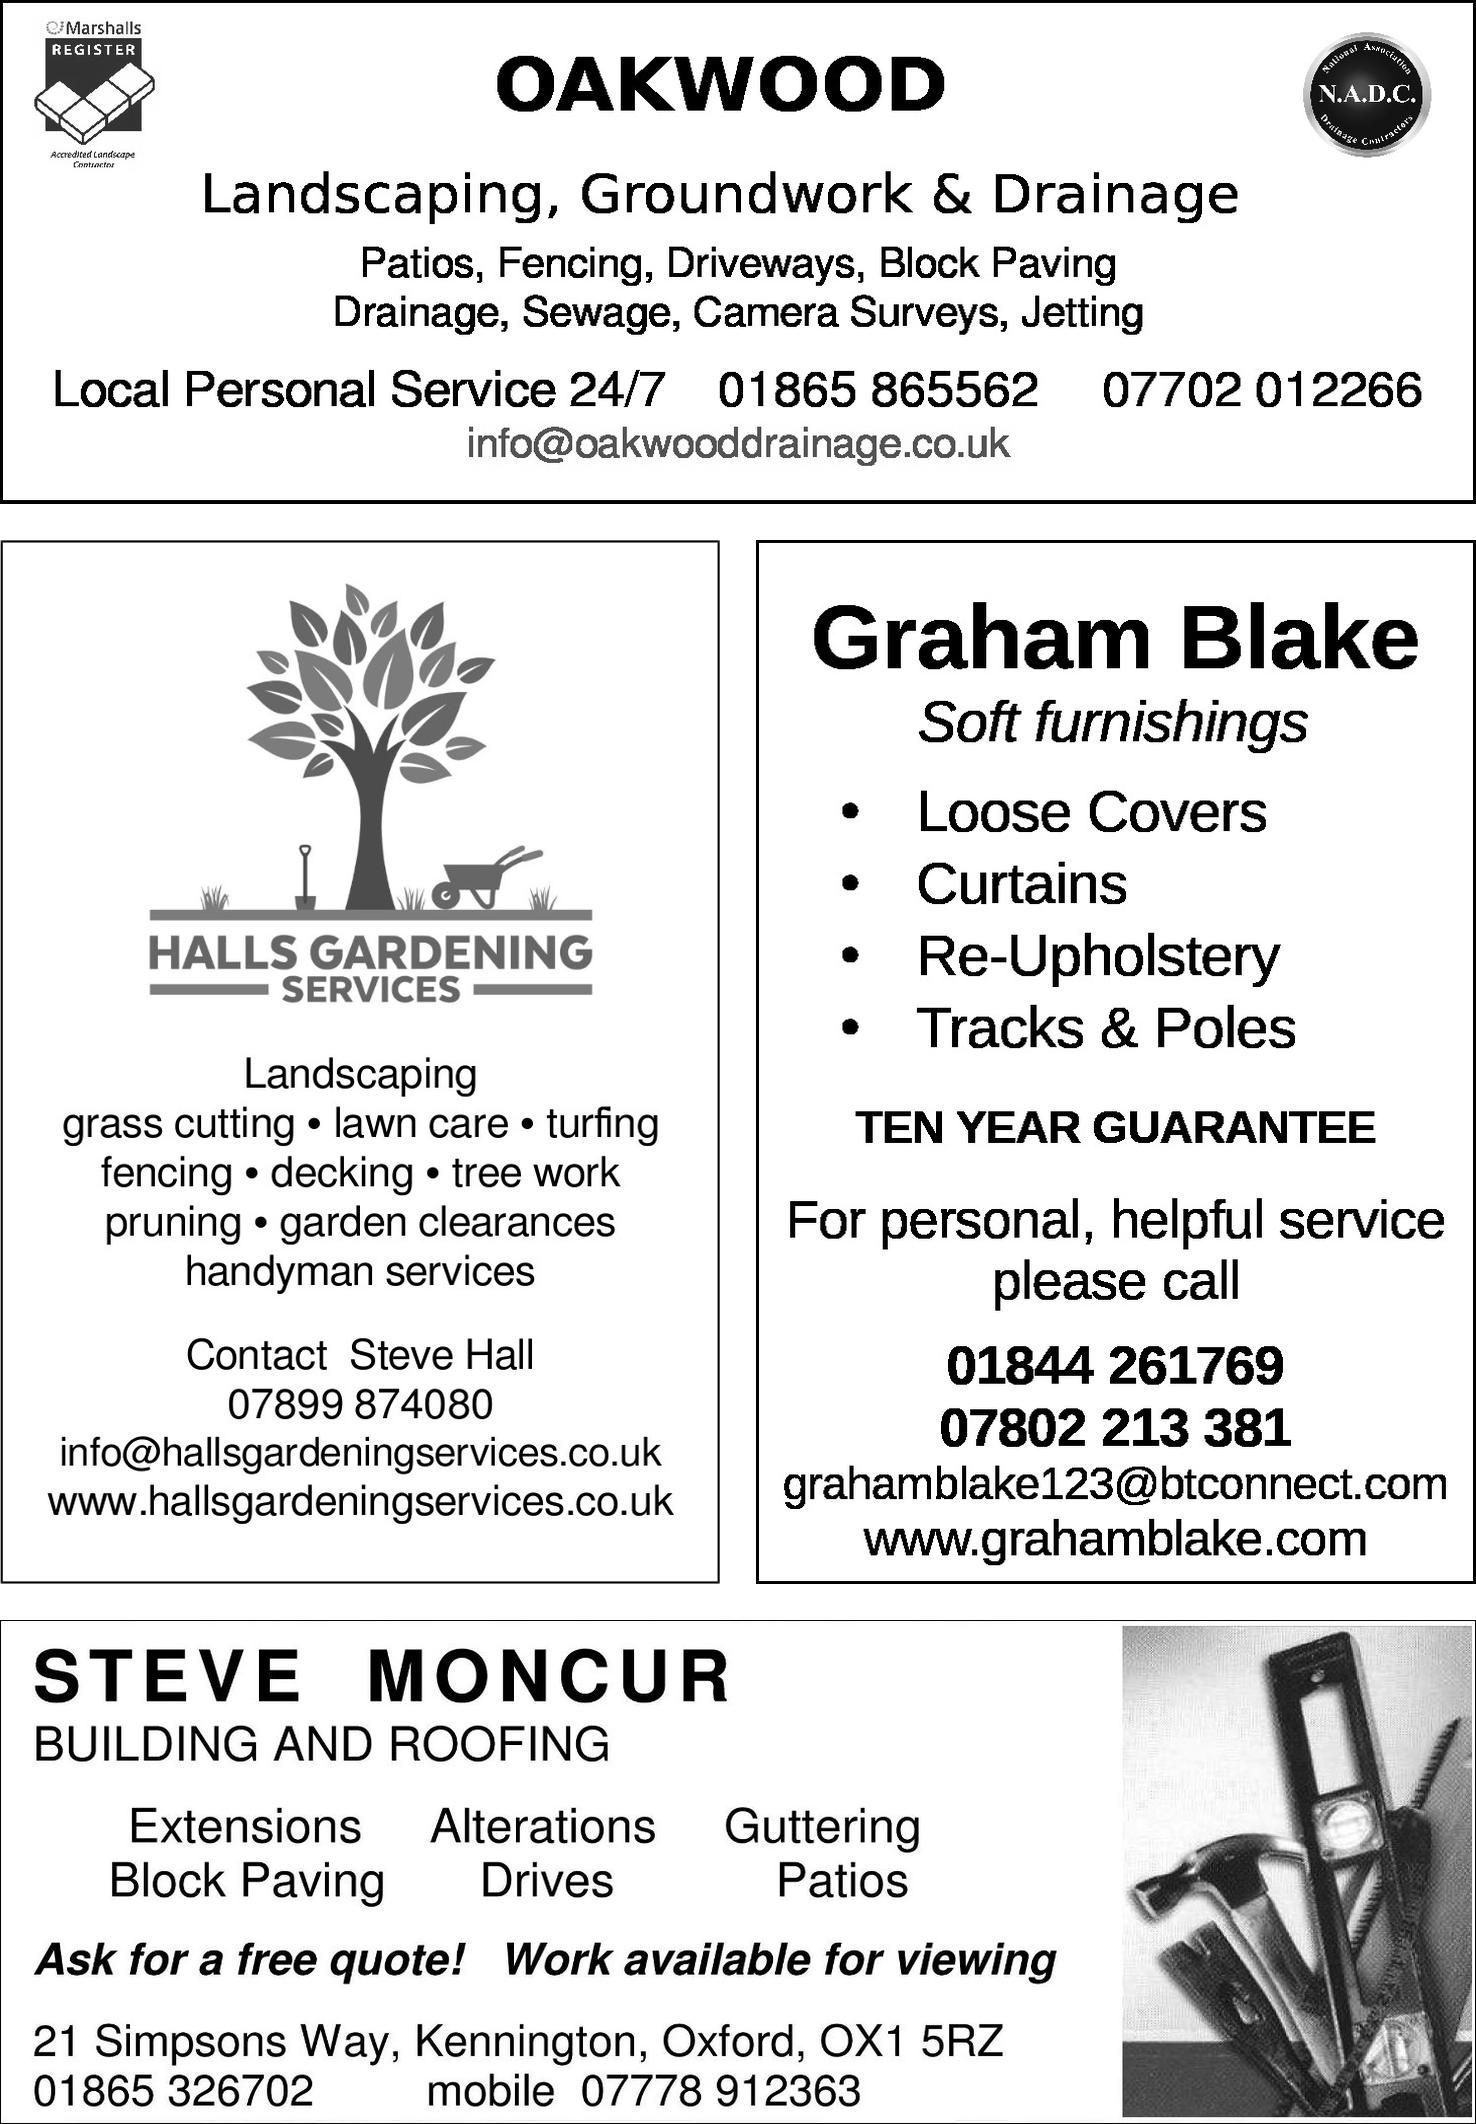 Marshalls
REGISTER
Accredited Landscape
Contractor
OAKWOOD
National Association
N.A.D.C.
Drainage Contractors
Landscaping, Groundwork & Drainage
Patios, Fencing, Driveways, Block Paving
Drainage, Sewage, Camera Surveys, Jetting
Local Personal Service 24/7 01865 865562 07702 012266
info@oakwooddrainage.co.uk
HALLS GARDENING
SERVICES
Landscaping
grass cutting • lawn care • turfing
fencing • decking • tree work
pruning • garden clearances
handyman services
Contact Steve Hall
07899 874080
info@hallsgardeningservices.co.uk
www.hallsgardeningservices.co.uk
Graham Blake
Soft furnishings
• Loose Covers
• Curtains
• Re-Upholstery
• Tracks & Poles
TEN YEAR GUARANTEE
For personal, helpful service
please call
01844 261769
07802 213 381
grahamblake123@btconnect.com
www.grahamblake.com
STEVE MONCUR
BUILDING AND ROOFING
Extensions Alterations Guttering
Block Paving Drives Patios
Ask for a free quote! Work available for viewing
21 Simpsons Way, Kennington, Oxford, OX1 5RZ
01865 326702 mobile 07778 912363